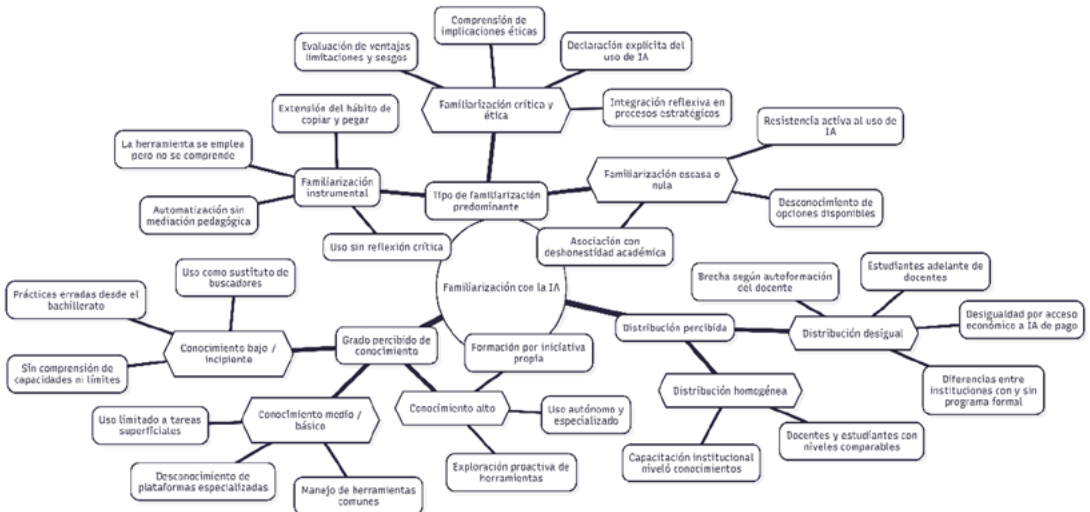 Comprensión de
implicaciones éticas
Evaluación de ventajas
limitaciones y sesgos
Declaración explícita del
uso de IA
Familiarización crítica y
ética
Integración reflexiva en
procesos estratégicos
Extensión del hábito de
copiar y pegar
La herramienta se emplea
pero no se comprende
Familiarización
instrumental
Automatización sin
mediación pedagógica
Uso sin reflexión crítica
Tipo de familiarización
predominante
Resistencia activa al uso de
IA
Familiarización escasa o
nula
Desconocimiento de
opciones disponibles
Asociación con
deshonestidad académica
Familiarización con la IA
Uso como sustituto de
buscadores
Prácticas erradas desde el
bachillerato
Conocimiento bajo /
incipiente
Sin comprensión de
capacidades ni límites
Grado percibido de
conocimiento
Formación por iniciativa
propia
Conocimiento medio /
básico
Uso limitado a tareas
superficiales
Desconocimiento de
plataformas especializadas
Manejo de herramientas
comunes
Conocimiento alto
Uso autónomo y
especializado
Exploración proactiva de
herramientas
Distribución percibida
Brecha según autoformación
del docente
Estudiantes adelante de
docentes
Distribución desigual
Desigualdad por acceso
económico a IA de pago
Diferencias entre
instituciones con y sin
programa formal
Distribución homogénea
Capacitación institucional
niveló conocimientos
Docentes y estudiantes con
niveles comparables